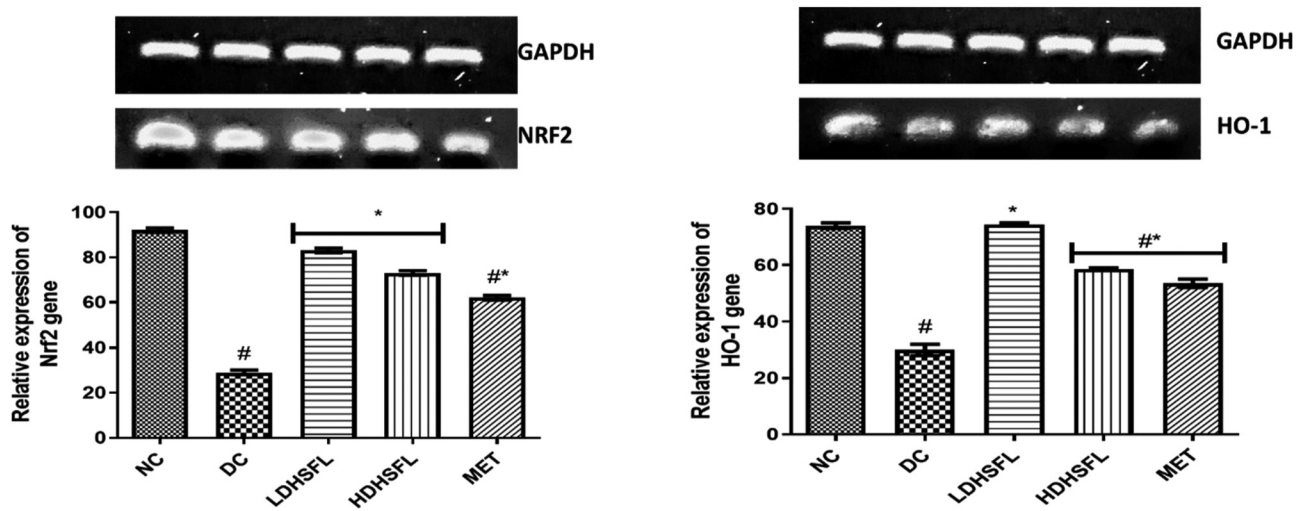 GAPDH
NRF2
Relative expression of
Nrf2 gene
100
80
60
40
20
0
#
*
#*
NC
DC
LDHSFL
HDHSFL
MET
GAPDH
HO-1
Relative expression of
HO-1 gene
80
60
40
20
0
#
*
#*
NC
DC
LDHSFL
HDHSFL
MET